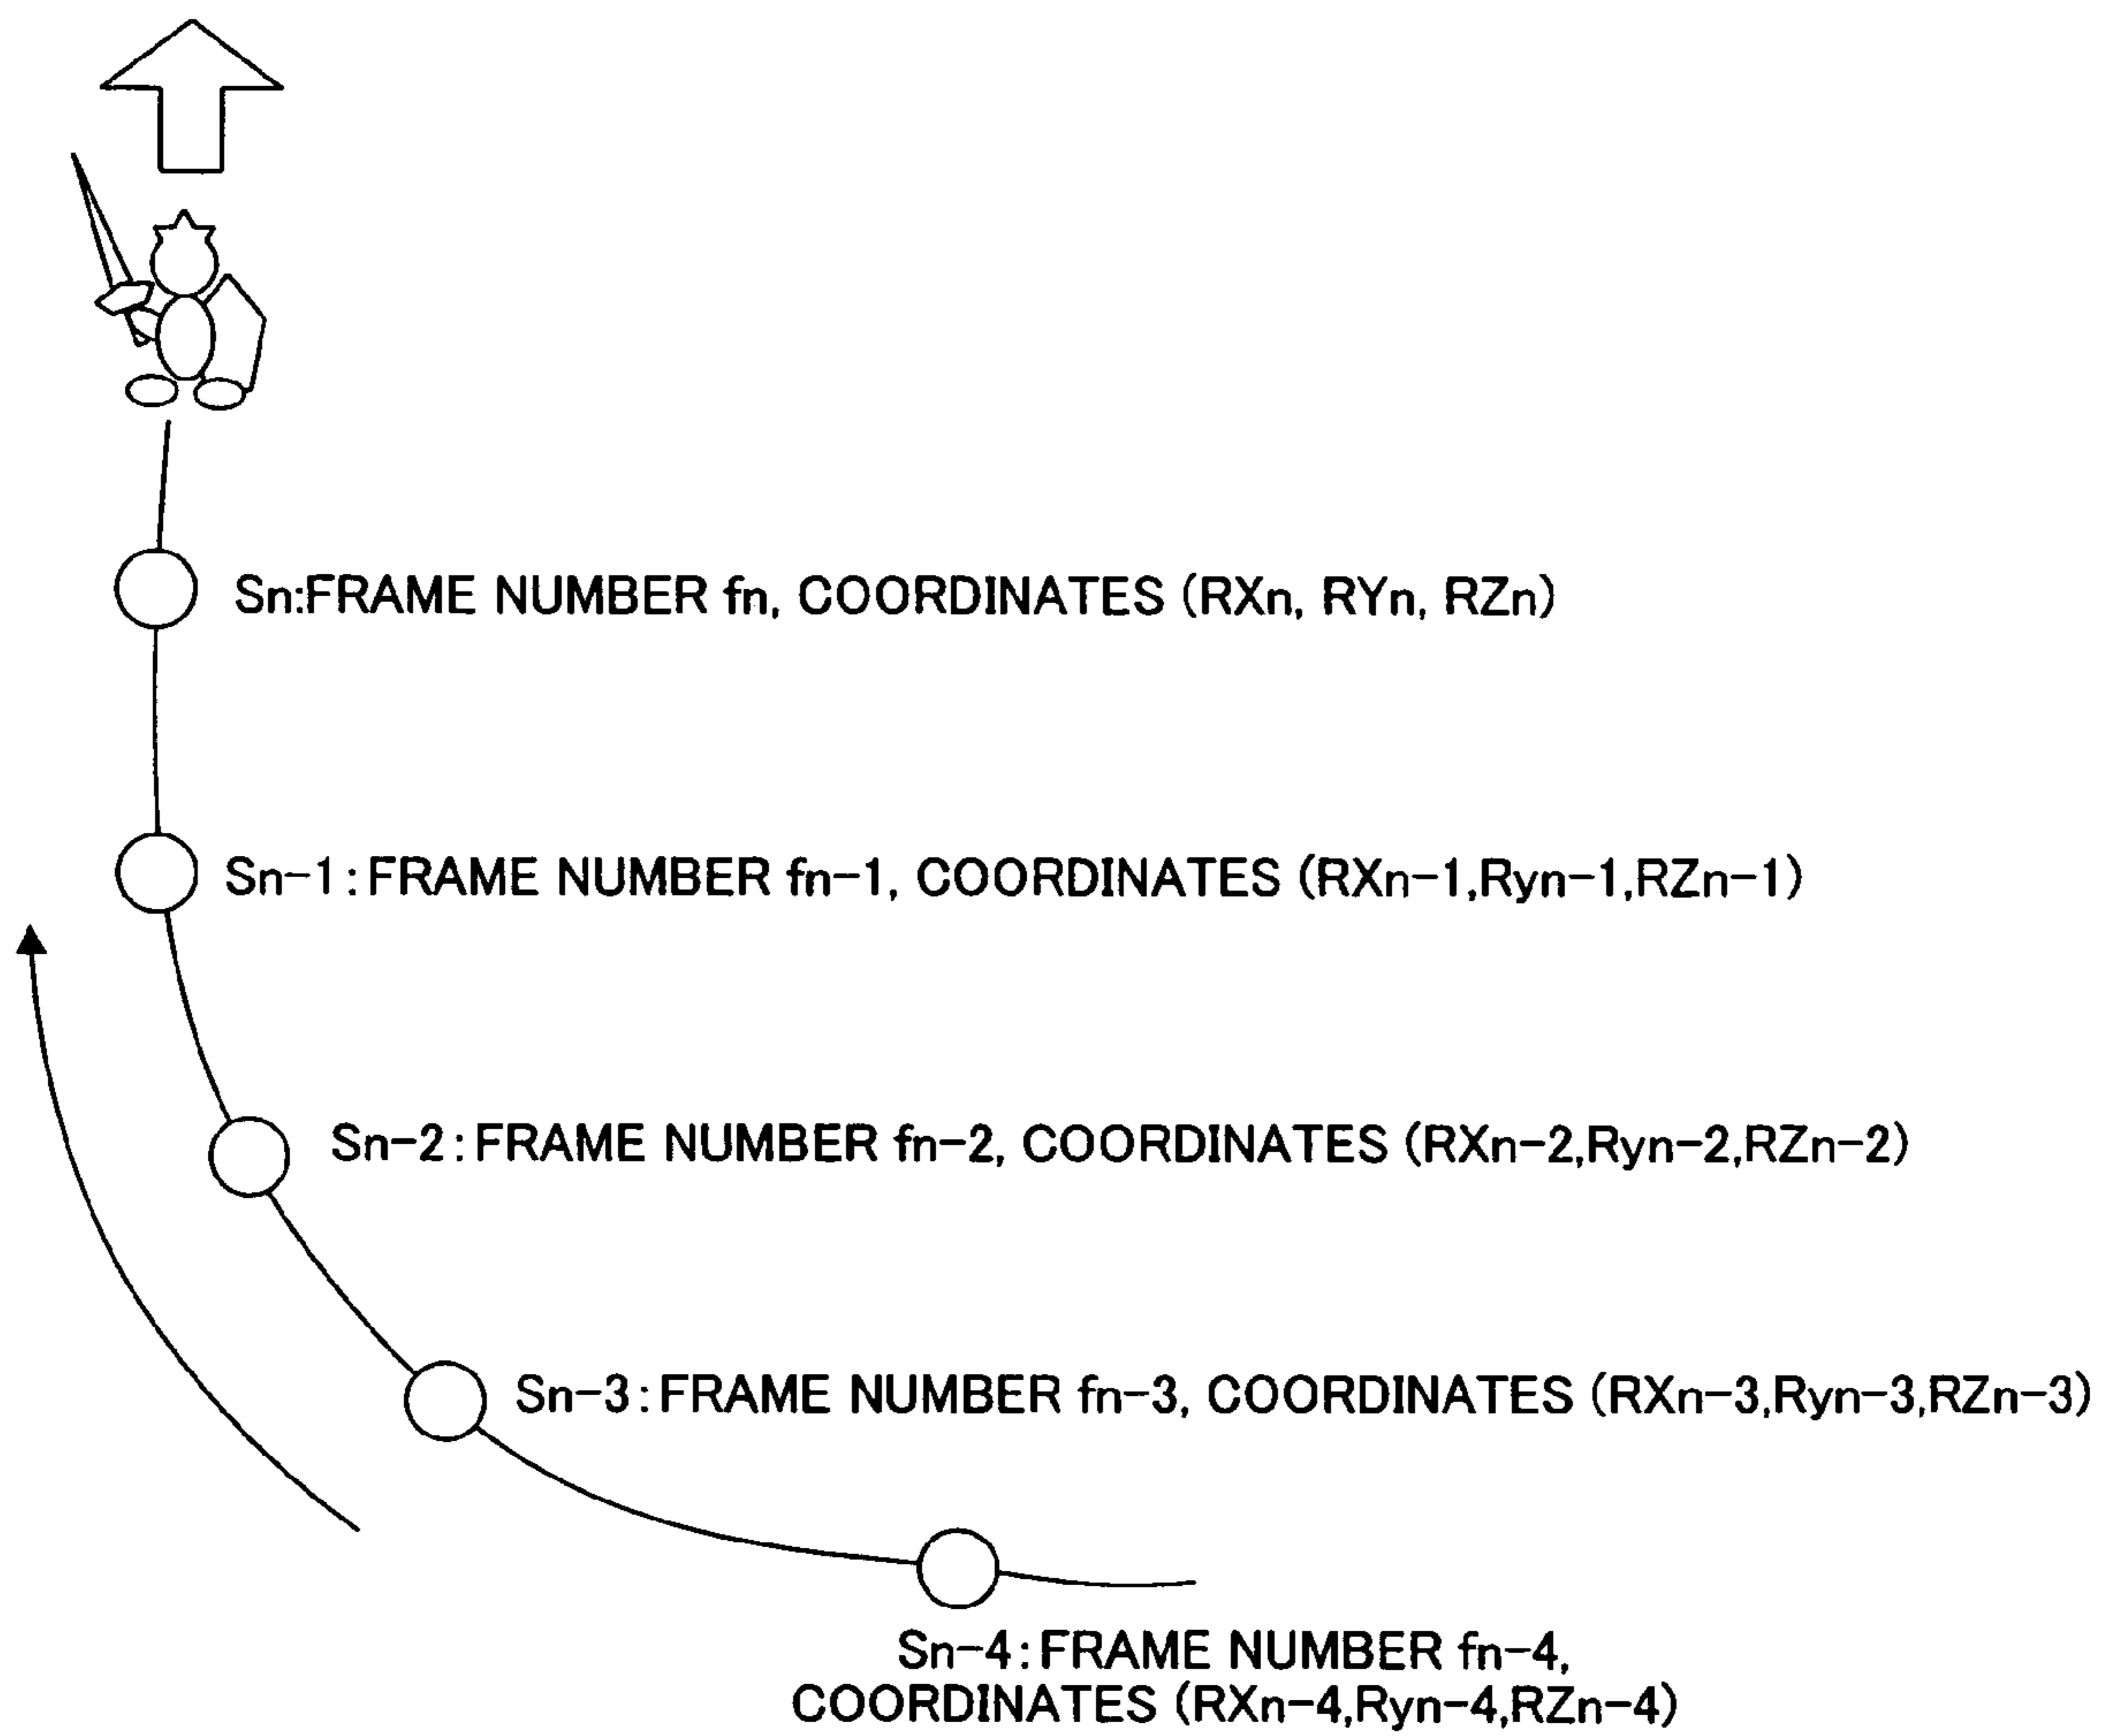 Sn:FRAME NUMBER fn, COORDINATES (RXn, RYn, RZn)
Sn-1:FRAME NUMBER fn-1, COORDINATES (RXn-1,Ryn-1,RZn-1)
Sn-2:FRAME NUMBER fn-2, COORDINATES (RXn-2,Ryn-2,RZn-2)
Sn-3:FRAME NUMBER fn-3, COORDINATES (RXn-3,Ryn-3,RZn-3)
Sn-4:FRAME NUMBER fn-4,
COORDINATES (RXn-4,Ryn-4,RZn-4)